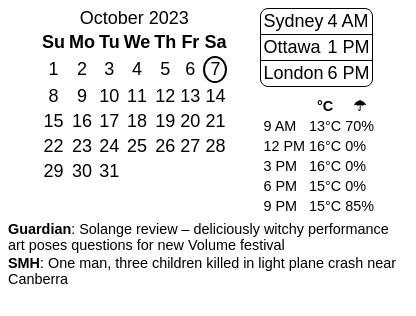 October 2023
Su Mo Tu We Th Fr Sa
1 2 3 4 5 6 7
8 9 10 11 12 13 14
15 16 17 18 19 20 21
22 23 24 25 26 27 28
29 30 31
Sydney 4 AM
Ottawa 1 PM
London 6 PM
°C ☂
9 AM 13°C 70%
12 PM 16°C 0%
3 PM 16°C 0%
6 PM 15°C 0%
9 PM 15°C 85%
Guardian: Solange review – deliciously witchy performance
art poses questions for new Volume festival
SMH: One man, three children killed in light plane crash near
Canberra